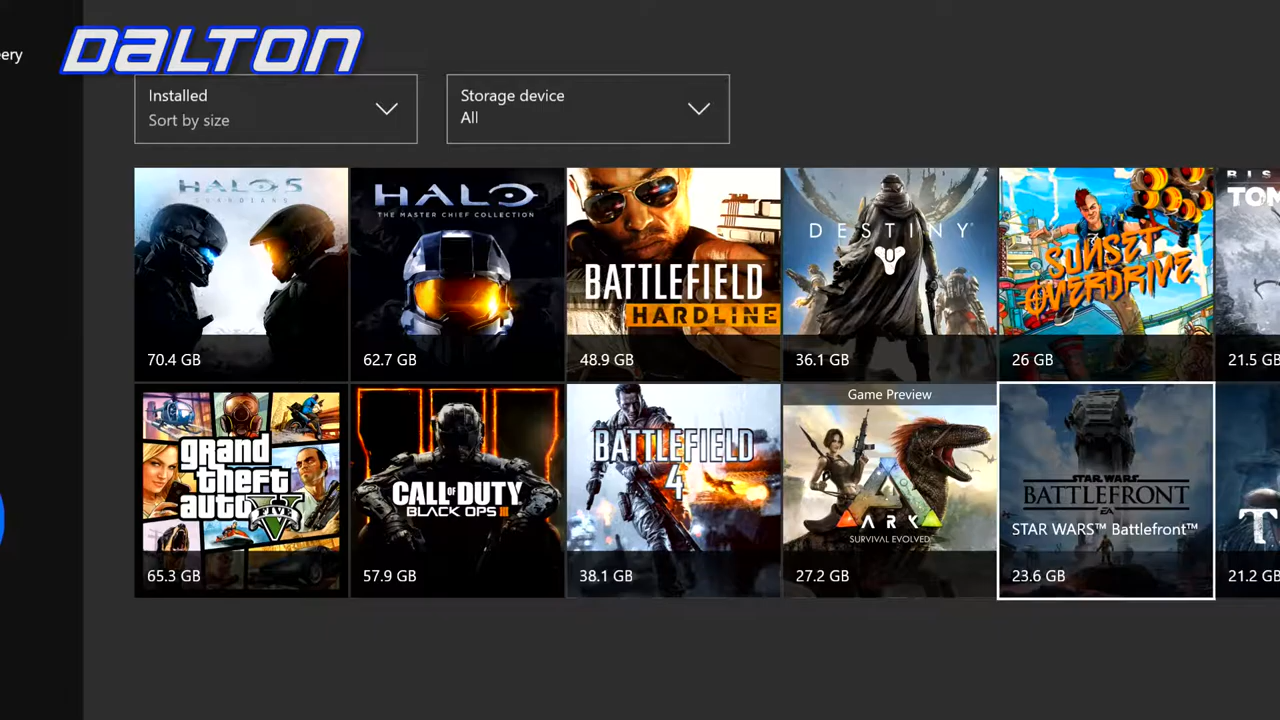 DALTON
ery
Installed
Sort by size
Storage device
All
HALO 5
GUARDIANS
70.4 GB
HALO
THE MASTER CHIEF COLLECTION
62.7 GB
BATTLEFIELD
HARDLINE
48.9 GB
DESTINY
36.1 GB
SUNSET
OVERDRIVE
26 GB
TOM
21.5 GB
grand
theft
auto
FIVE
65.3 GB
CALL OF DUTY
BLACK OPS III
57.9 GB
BATTLEFIELD
4
38.1 GB
Game Preview
ARK
SURVIVAL EVOLVED
27.2 GB
STAR WARS
BATTLEFRONT
EA
STAR WARS™ Battlefront™
23.6 GB
T
21.2 GB